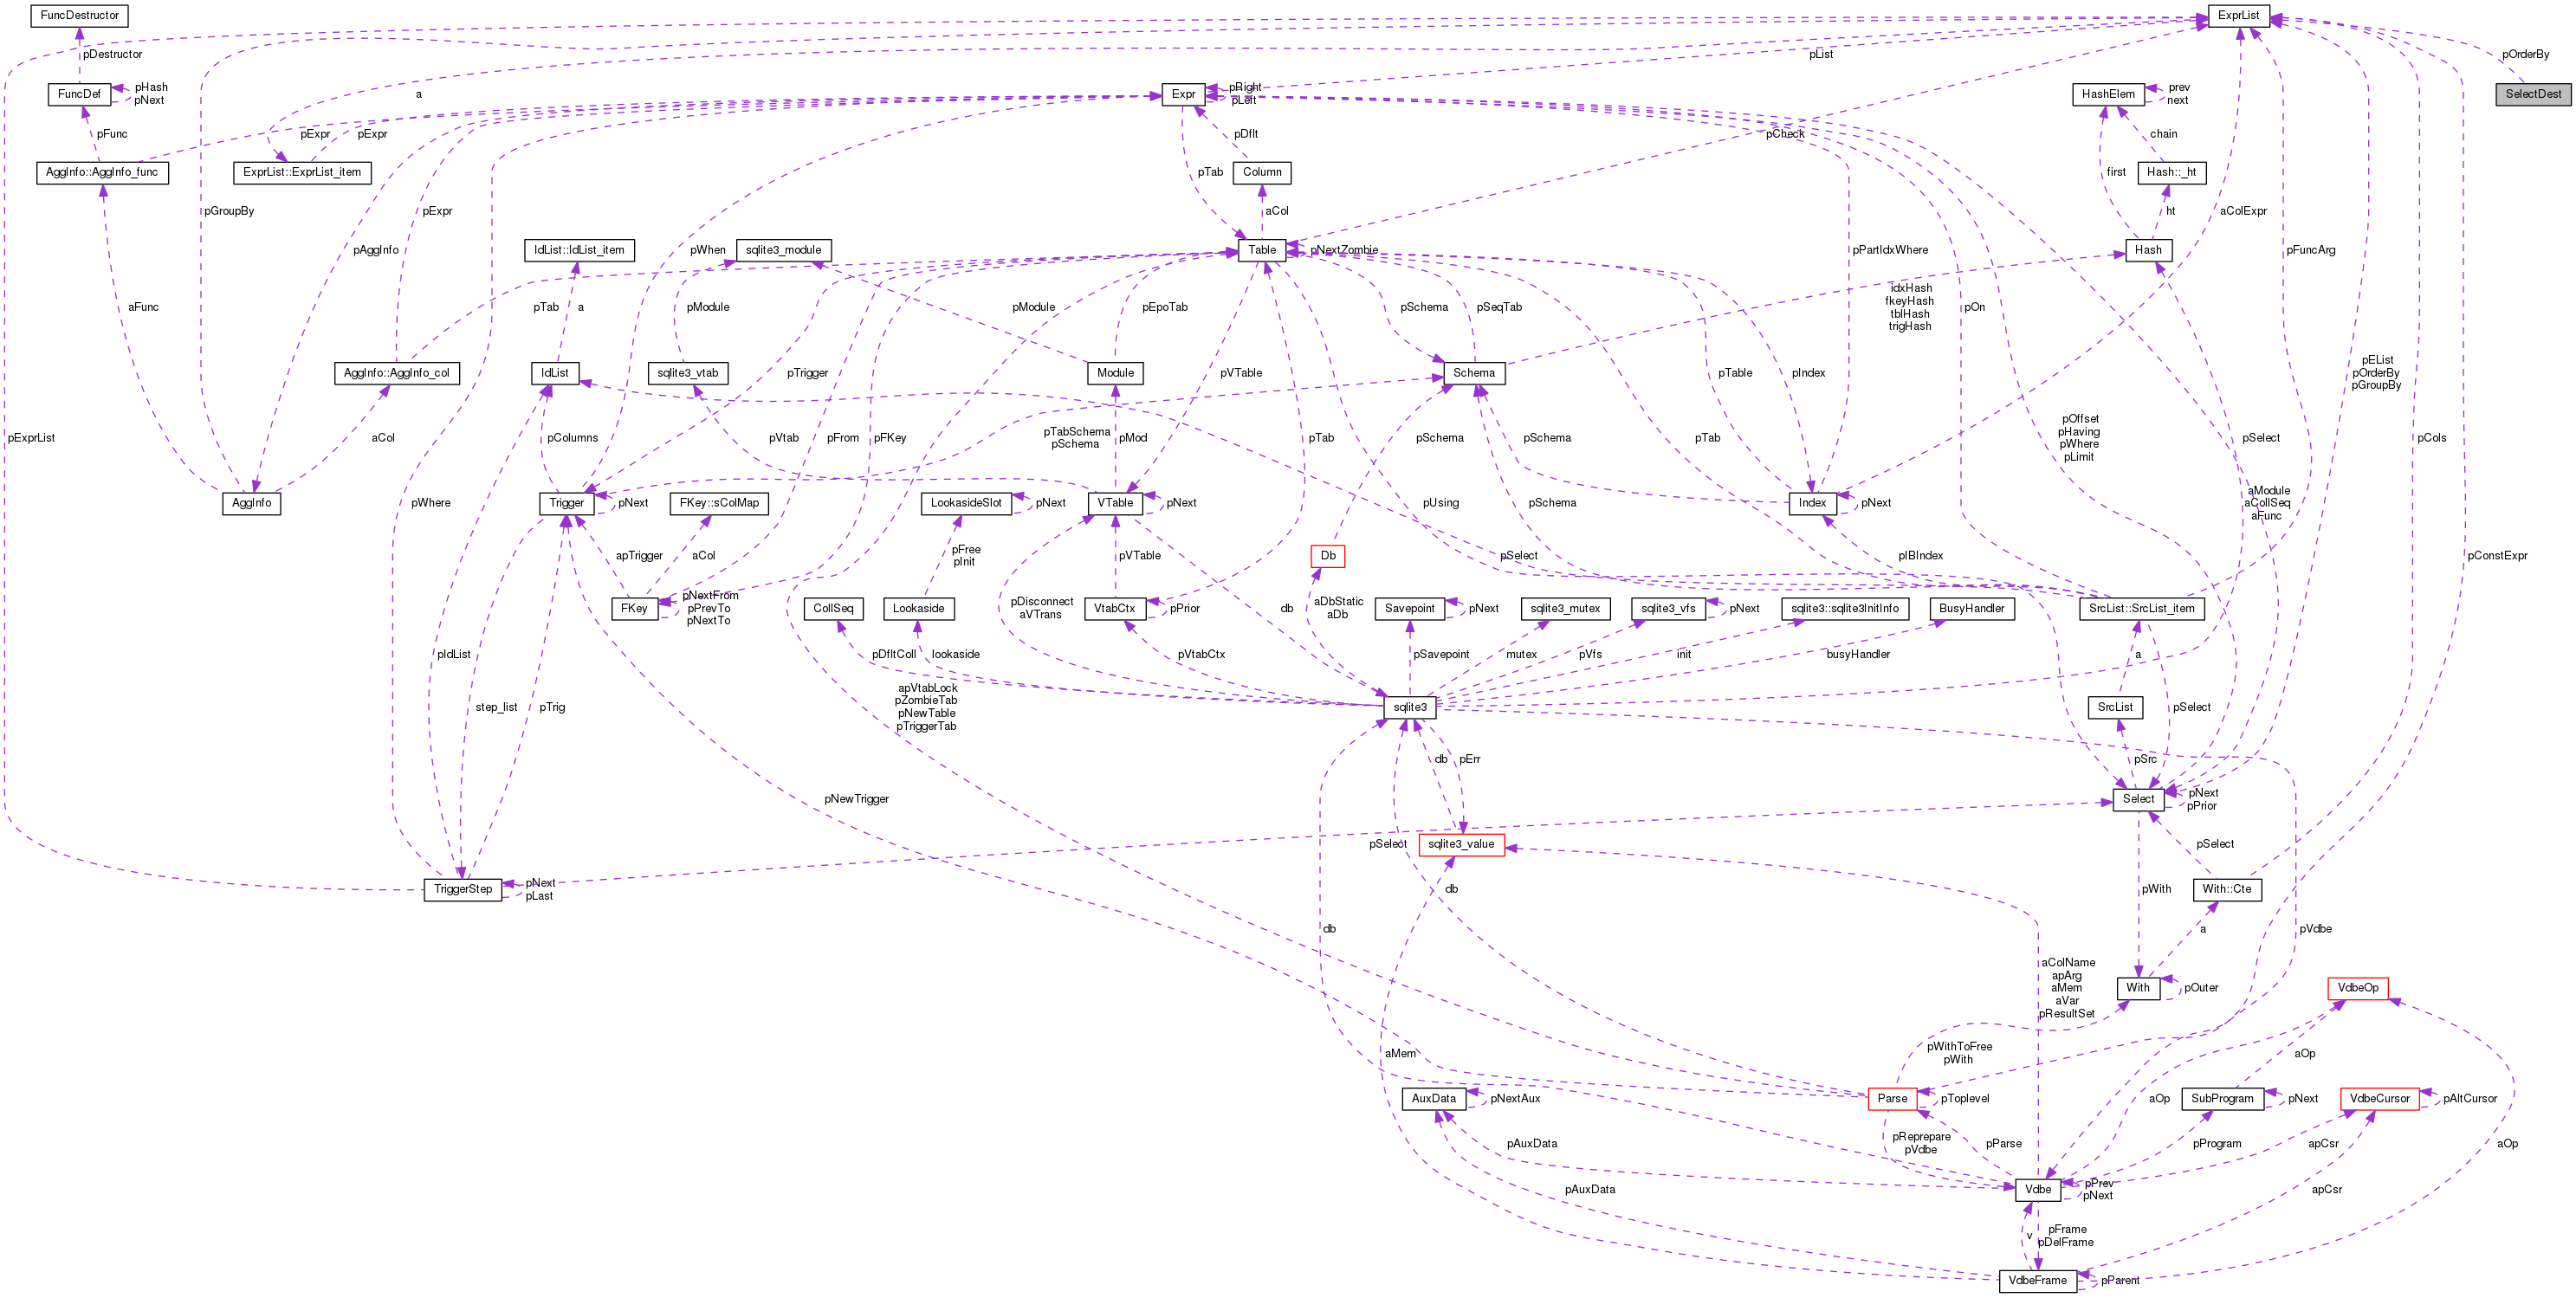 FuncDestructor
ExprList
pDestructor
pList
pOrderBy
FuncDef
pHash
pNext
a
Expr
pRight
pLeft
HashElem
prev
next
SelectDest
pFunc
pExpr
pExpr
pDflt
pCheck
chain
AggInfo::AggInfo_func
ExprList::ExprList_item
pTab
Column
first
Hash::_ht
pGroupBy
pExpr
aCol
ht
aColExpr
pAggInfo
IdList::IdList_item
pWhen
sqlite3_module
Table
pNextZombie
pPartIdxWhere
Hash
pFuncArg
aFunc
pTab
a
pModule
pModule
pEpoTab
pSchema
pSeqTab
idxHash
fkeyHash
tblHash
trigHash
pOn
AggInfo::AggInfo_col
IdList
sqlite3_vtab
pTrigger
Module
pVTable
Schema
pTable
pIndex
pEList
pOrderBy
pGroupBy
pExprList
aCol
pColumns
pVtab
pFrom
pFKey
pTabSchema
pSchema
pMod
pTab
pSchema
pSchema
pTab
pOffset
pHaving
pWhere
pLimit
pSelect
pCols
AggInfo
pWhere
Trigger
pNext
FKey::sColMap
LookasideSlot
pNext
VTable
pNext
pUsing
pSchema
Index
pNext
aModule
aCollSeq
aFunc
apTrigger
aCol
pFree
pInit
pVTable
Db
pSelect
pIBIndex
pConstExpr
FKey
pNextFrom
pPrevTo
pNextTo
CollSeq
Lookaside
pDisconnect
aVTrans
VtabCtx
pPrior
db
aDbStatic
aDb
Savepoint
pNext
sqlite3_mutex
sqlite3_vfs
pNext
sqlite3::sqlite3InitInfo
BusyHandler
SrcList::SrcList_item
pIdList
pDfltColl
lookaside
pVtabCtx
pSavepoint
mutex
pVfs
init
busyHandler
a
step_list
pTrig
apVtabLock
pZombieTab
pNewTable
pTriggerTab
sqlite3
SrcList
pSelect
db
pErr
pSrc
pNewTrigger
Select
pNext
pPrior
pSelect
sqlite3_value
pSelect
TriggerStep
pNext
pLast
db
pWith
With::Cte
db
a
pVdbe
aColName
apArg
aMem
aVar
pResultSet
With
pOuter
VdbeOp
aMem
pWithToFree
pWith
aOp
AuxData
pNextAux
Parse
pToplevel
aOp
SubProgram
pNext
VdbeCursor
pAltCursor
pAuxData
pReprepare
pVdbe
pParse
pProgram
apCsr
aOp
pAuxData
Vdbe
pPrev
pNext
apCsr
v
pFrame
pDelFrame
VdbeFrame
pParent